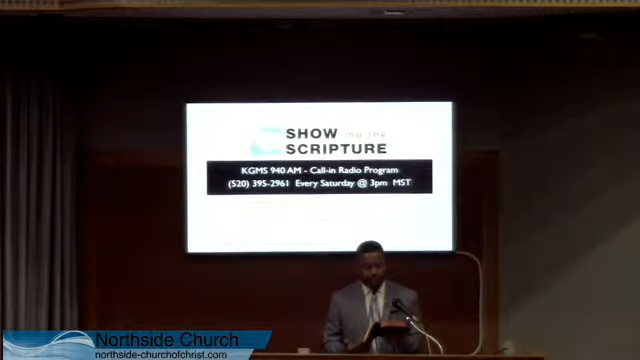 SHOW me the
SCRIPTURE
KGMS 940 AM - Call-in Radio Program
(520) 395-2961 Every Saturday @ 3pm MST
Northside Church
northside-churchofchrist.com